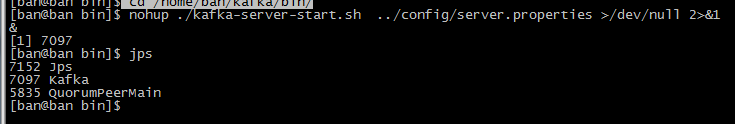 [ban@ban bin]$ cd /home/ban/kafka/bin/
[ban@ban bin]$ nohup ./kafka-server-start.sh  ../config/server.properties >/dev/null 2>&1
&
[1] 7097
[ban@ban bin]$ jps
7152 Jps
7097 Kafka
5835 QuorumPeerMain
[ban@ban bin]$